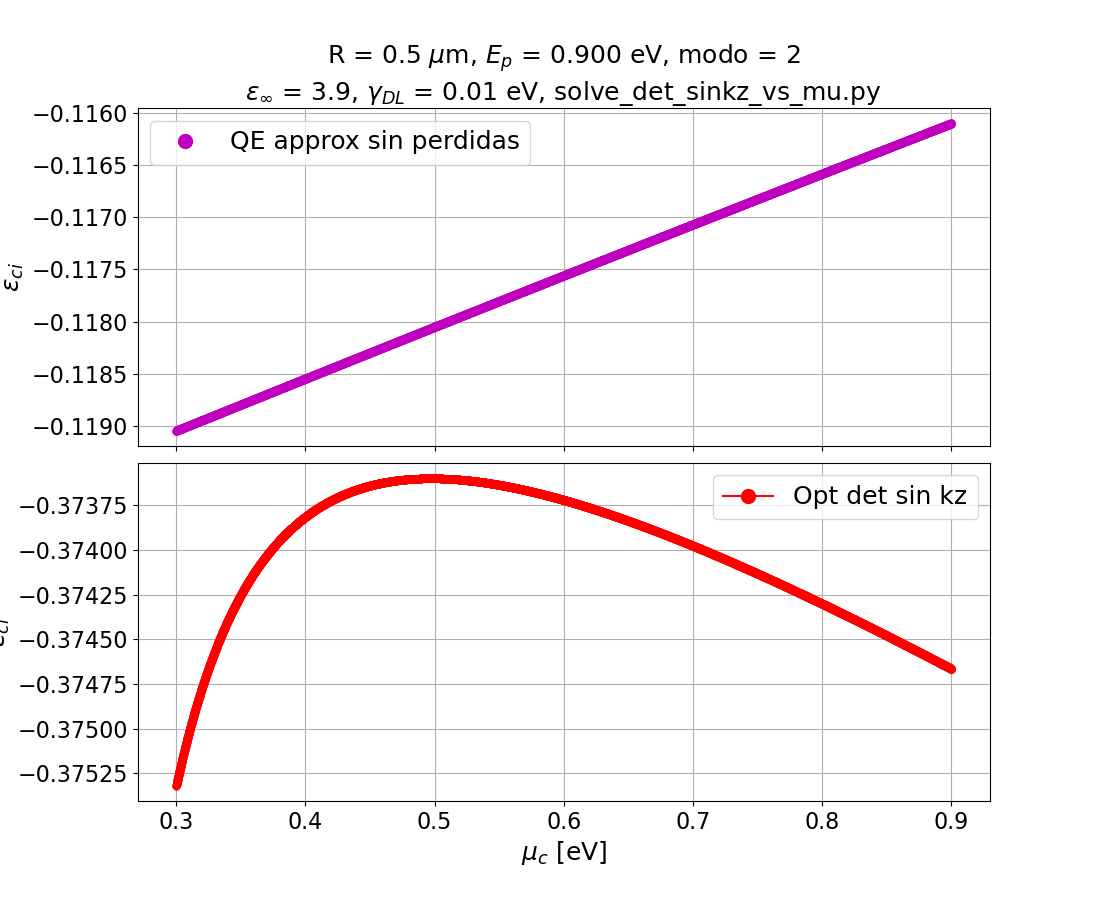 R = 0.5 μm, E_p = 0.900 eV, modo = 2
ε_∞ = 3.9, γ_DL = 0.01 eV, solve_det_sinkz_vs_mu.py
QE approx sin perdidas
ε_ci
−0.1160
−0.1165
−0.1170
−0.1175
−0.1180
−0.1185
−0.1190
Opt det sin kz
−0.37375
−0.37400
−0.37425
−0.37450
−0.37475
−0.37500
−0.37525
0.3 0.4 0.5 0.6 0.7 0.8 0.9
μ_c [eV]